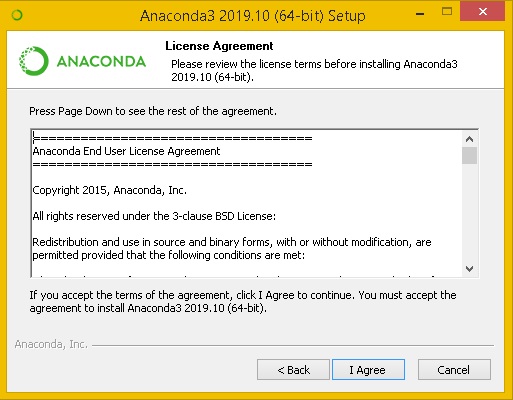 Anaconda3 2019.10 (64-bit) Setup
ANACONDA
License Agreement
Please review the license terms before installing Anaconda3
2019.10 (64-bit).
Press Page Down to see the rest of the agreement.
===================================
Anaconda End User License Agreement
===================================
Copyright 2015, Anaconda, Inc.
All rights reserved under the 3-clause BSD License:
Redistribution and use in source and binary forms, with or without modification, are
permitted provided that the following conditions are met:
If you accept the terms of the agreement, click I Agree to continue. You must accept the
agreement to install Anaconda3 2019.10 (64-bit).
Anaconda, Inc.
< Back
I Agree
Cancel